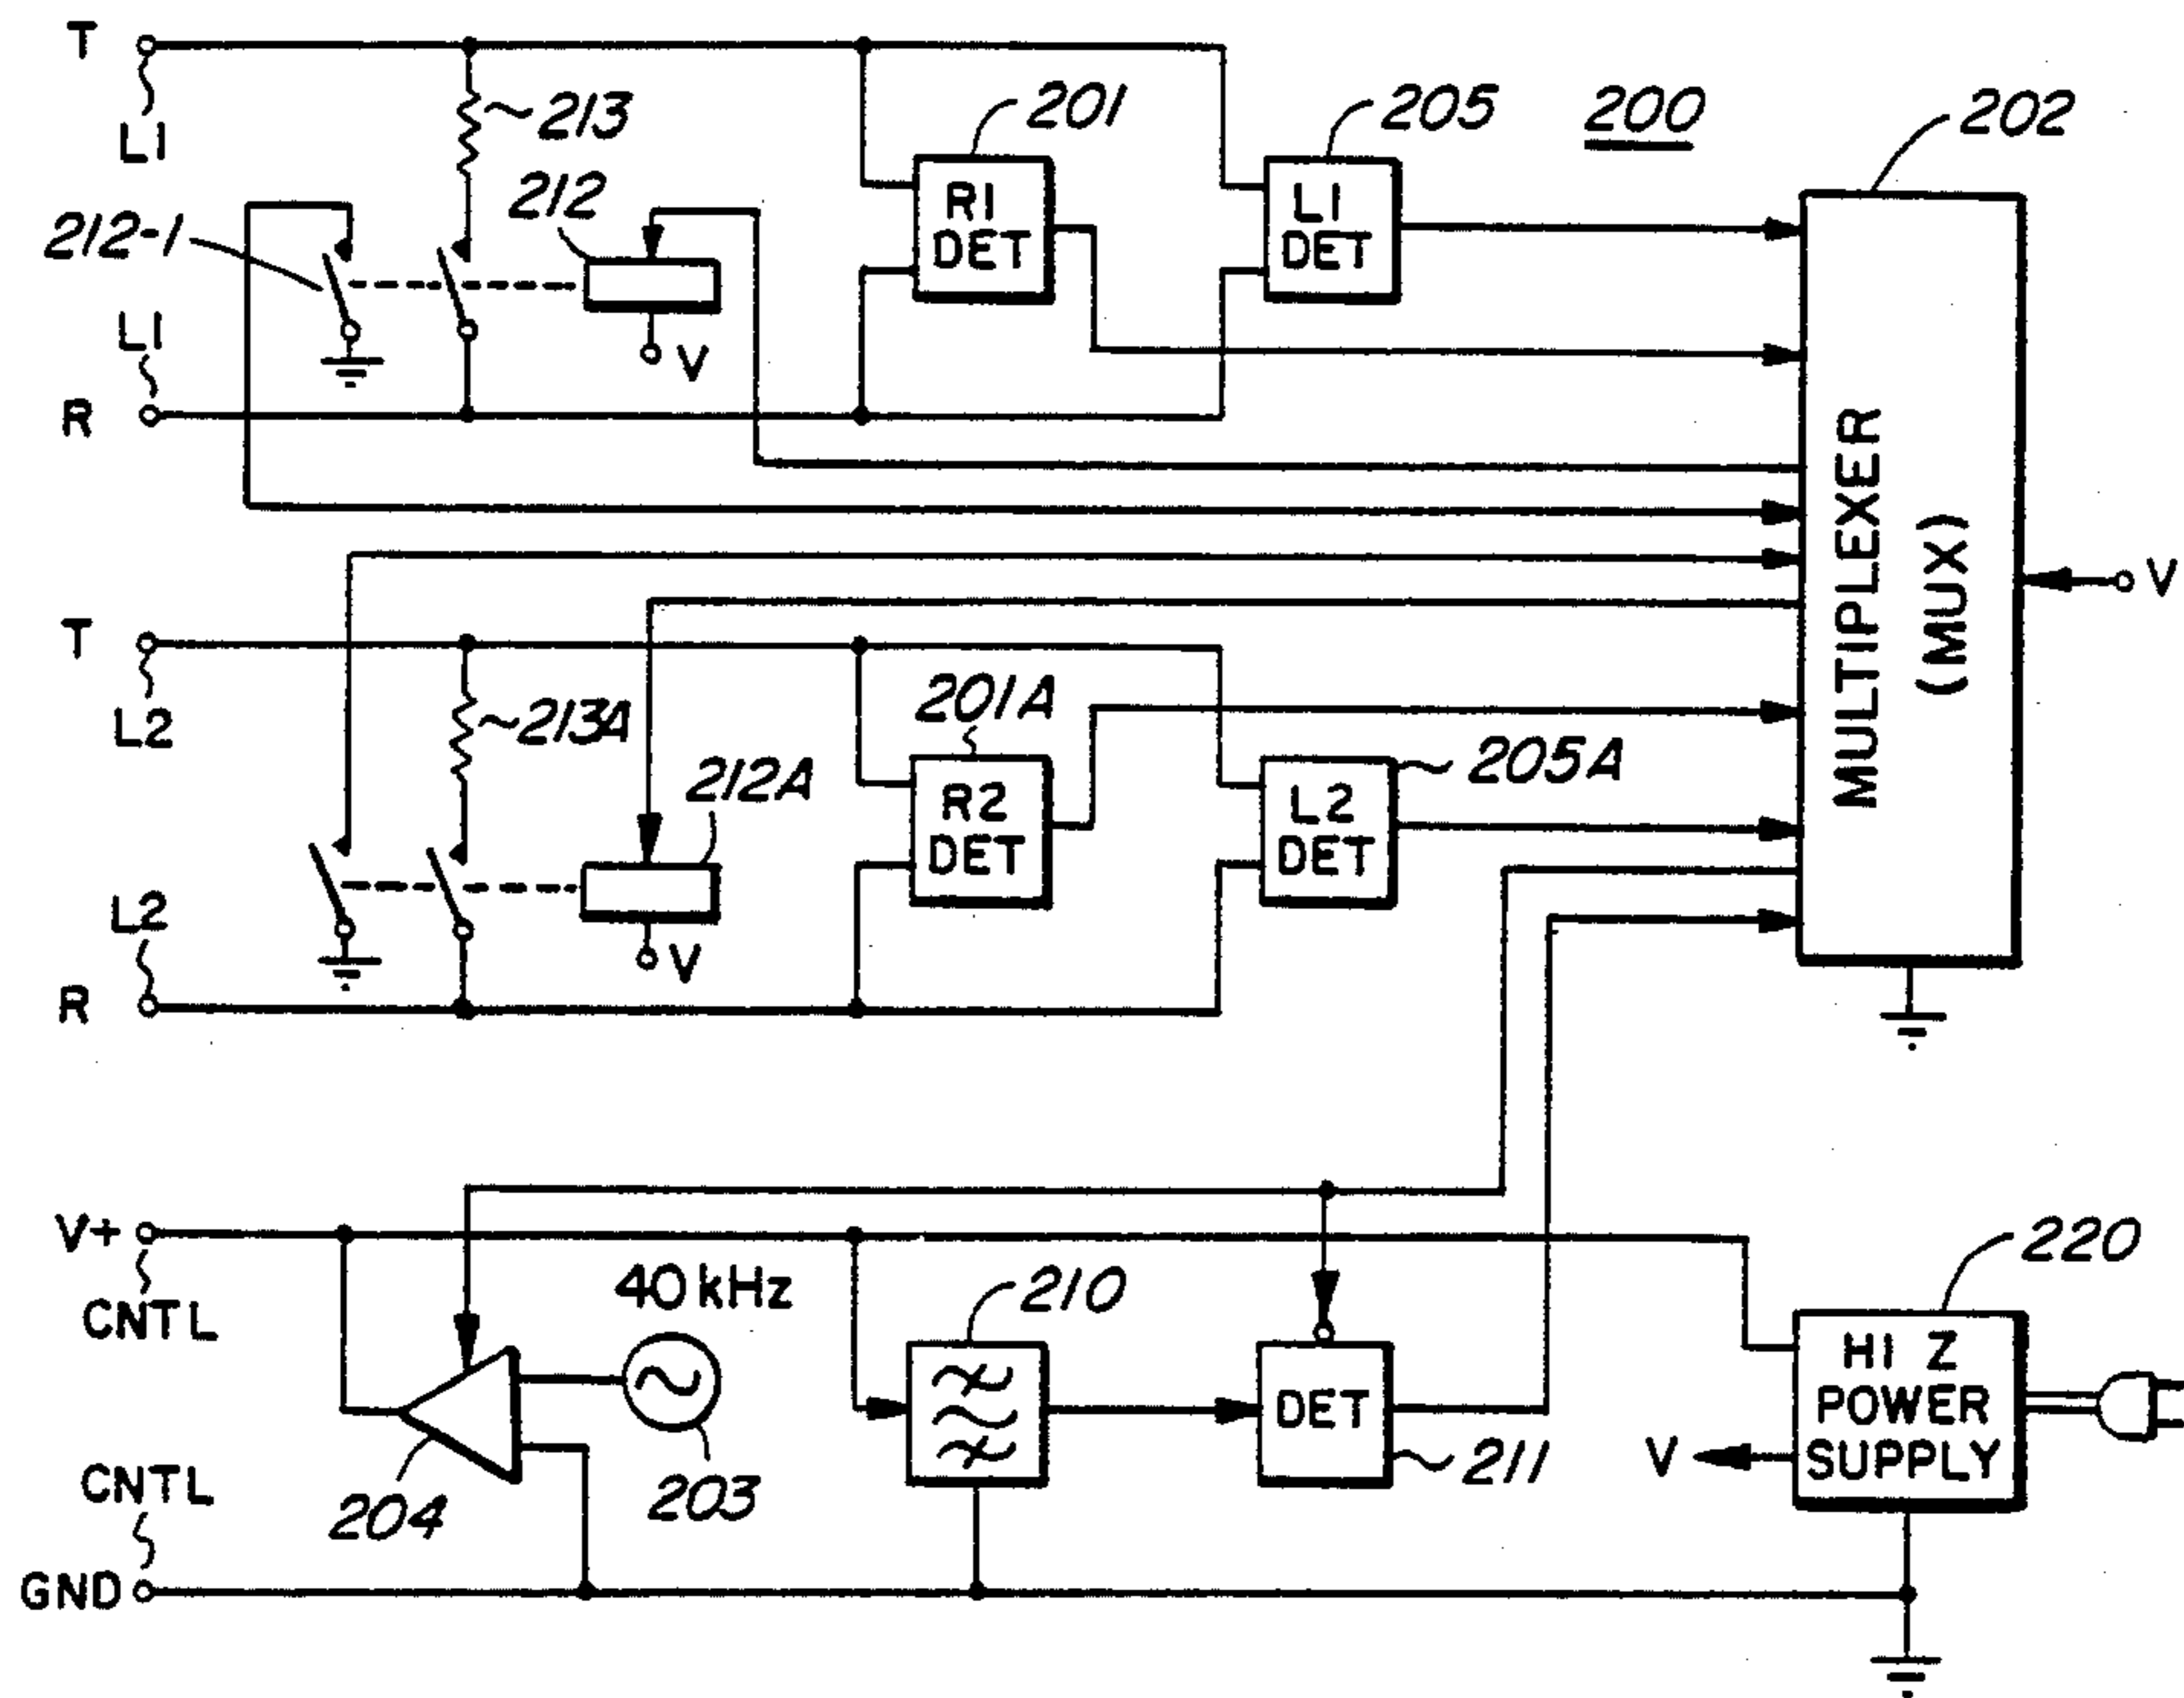 T
L1
213
201
205
200
202
212-1
212
R1
DET
L1
DET
L1
V
R
MULTIPLEXER
(MUX)
V
T
L2
213A
201A
212A
205A
R2
DET
L2
DET
L2
V
R
V+
CNTL
40 kHz
210
220
HI Z
POWER
SUPPLY
DET
V
211
CNTL
204
203
GND